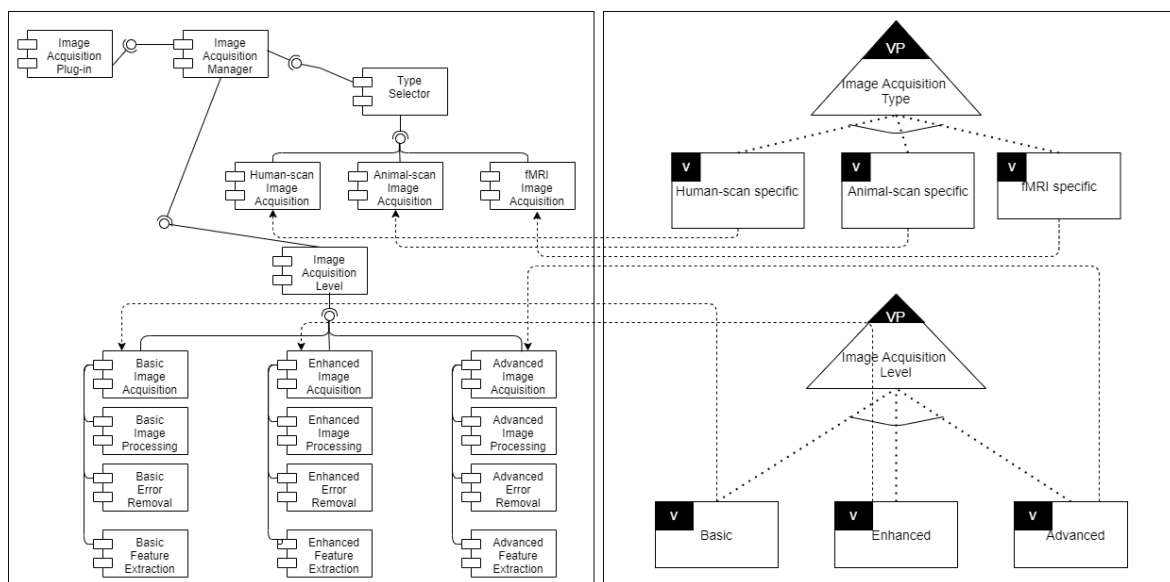 Image
Acquisition
Plug-in
Image
Acquisition
Manager
Type
Selector
Human-scan
Image
Acquisition
Animal-scan
Image
Acquisition
fMRI
Image
Acquisition
Image
Acquisition
Level
Basic
Image
Acquisition
Enhanced
Image
Acquisition
Advanced
Image
Acquisition
Basic
Image
Processing
Enhanced
Image
Processing
Advanced
Image
Processing
Basic
Error
Removal
Enhanced
Error
Removal
Advanced
Error
Removal
Basic
Feature
Extraction
Enhanced
Feature
Extraction
Advanced
Feature
Extraction
VP
Image Acquisition
Type
V
Human-scan specific
V
Animal-scan specific
V
fMRI specific
VP
Image Acquisition
Level
V
Basic
V
Enhanced
V
Advanced